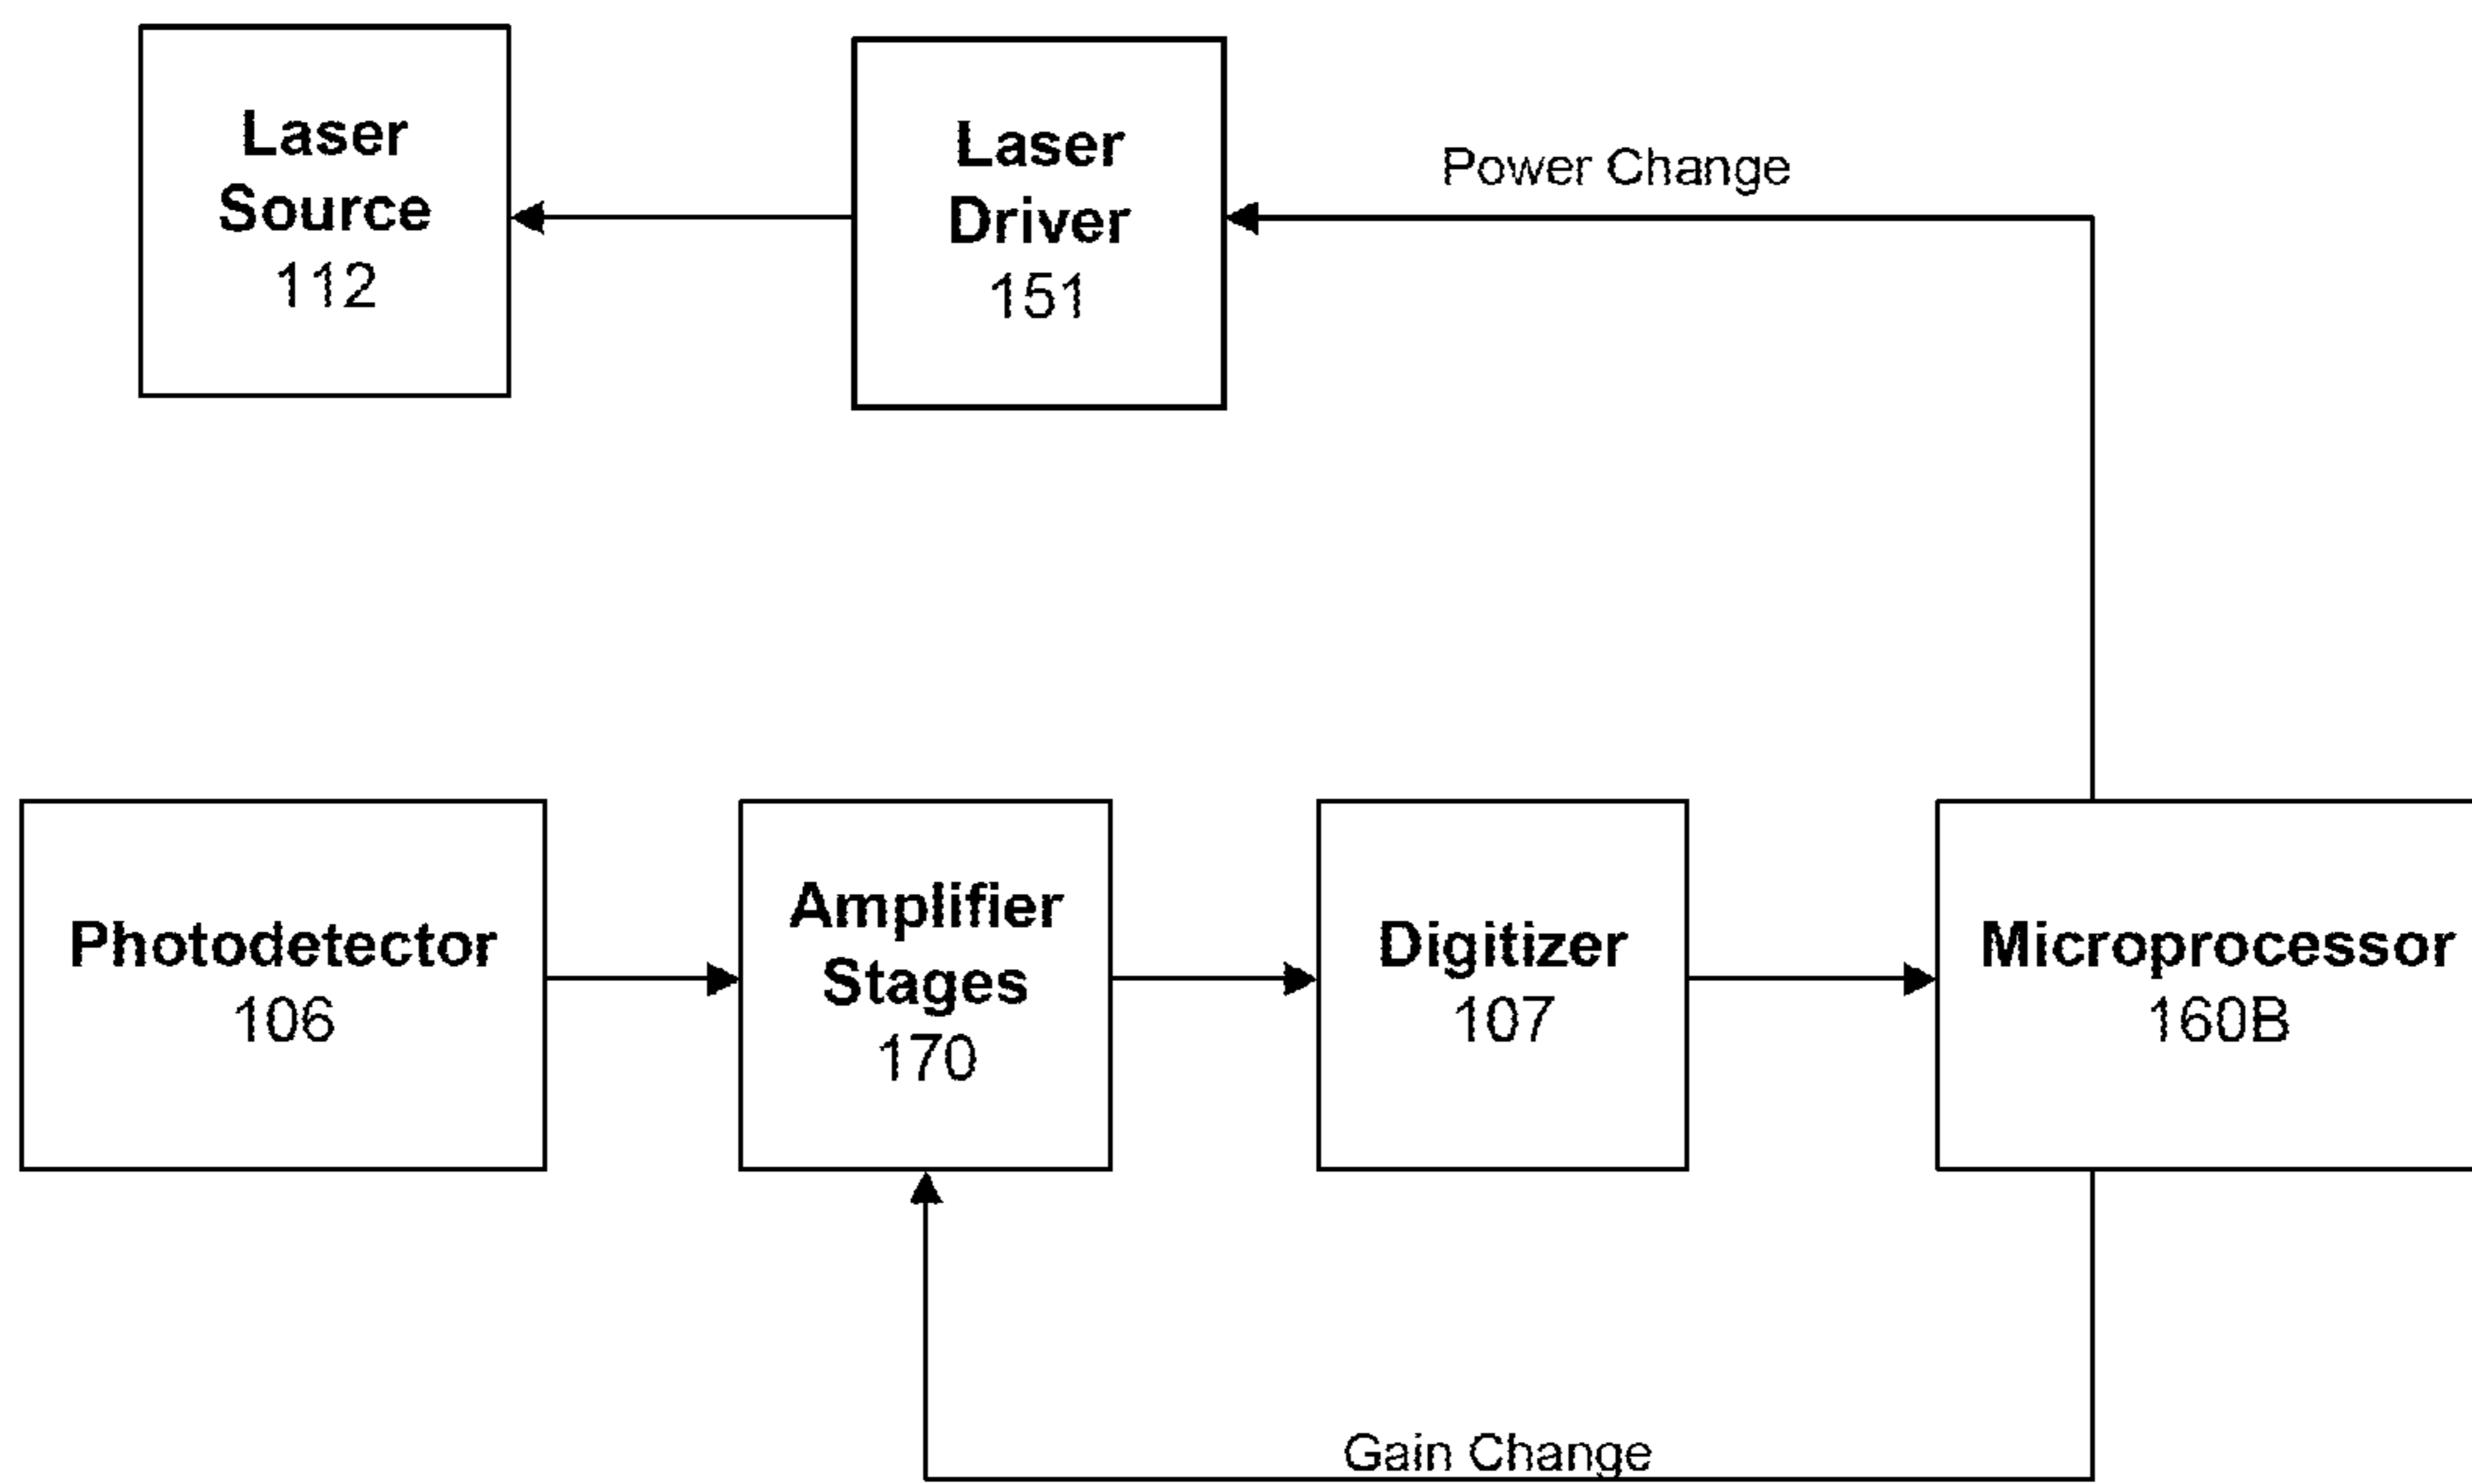 Laser
Source
112
Laser
Driver
151
Power Change
Photodetector
106
Amplifier
Stages
170
Digitizer
107
Microprocessor
160B
Gain Change